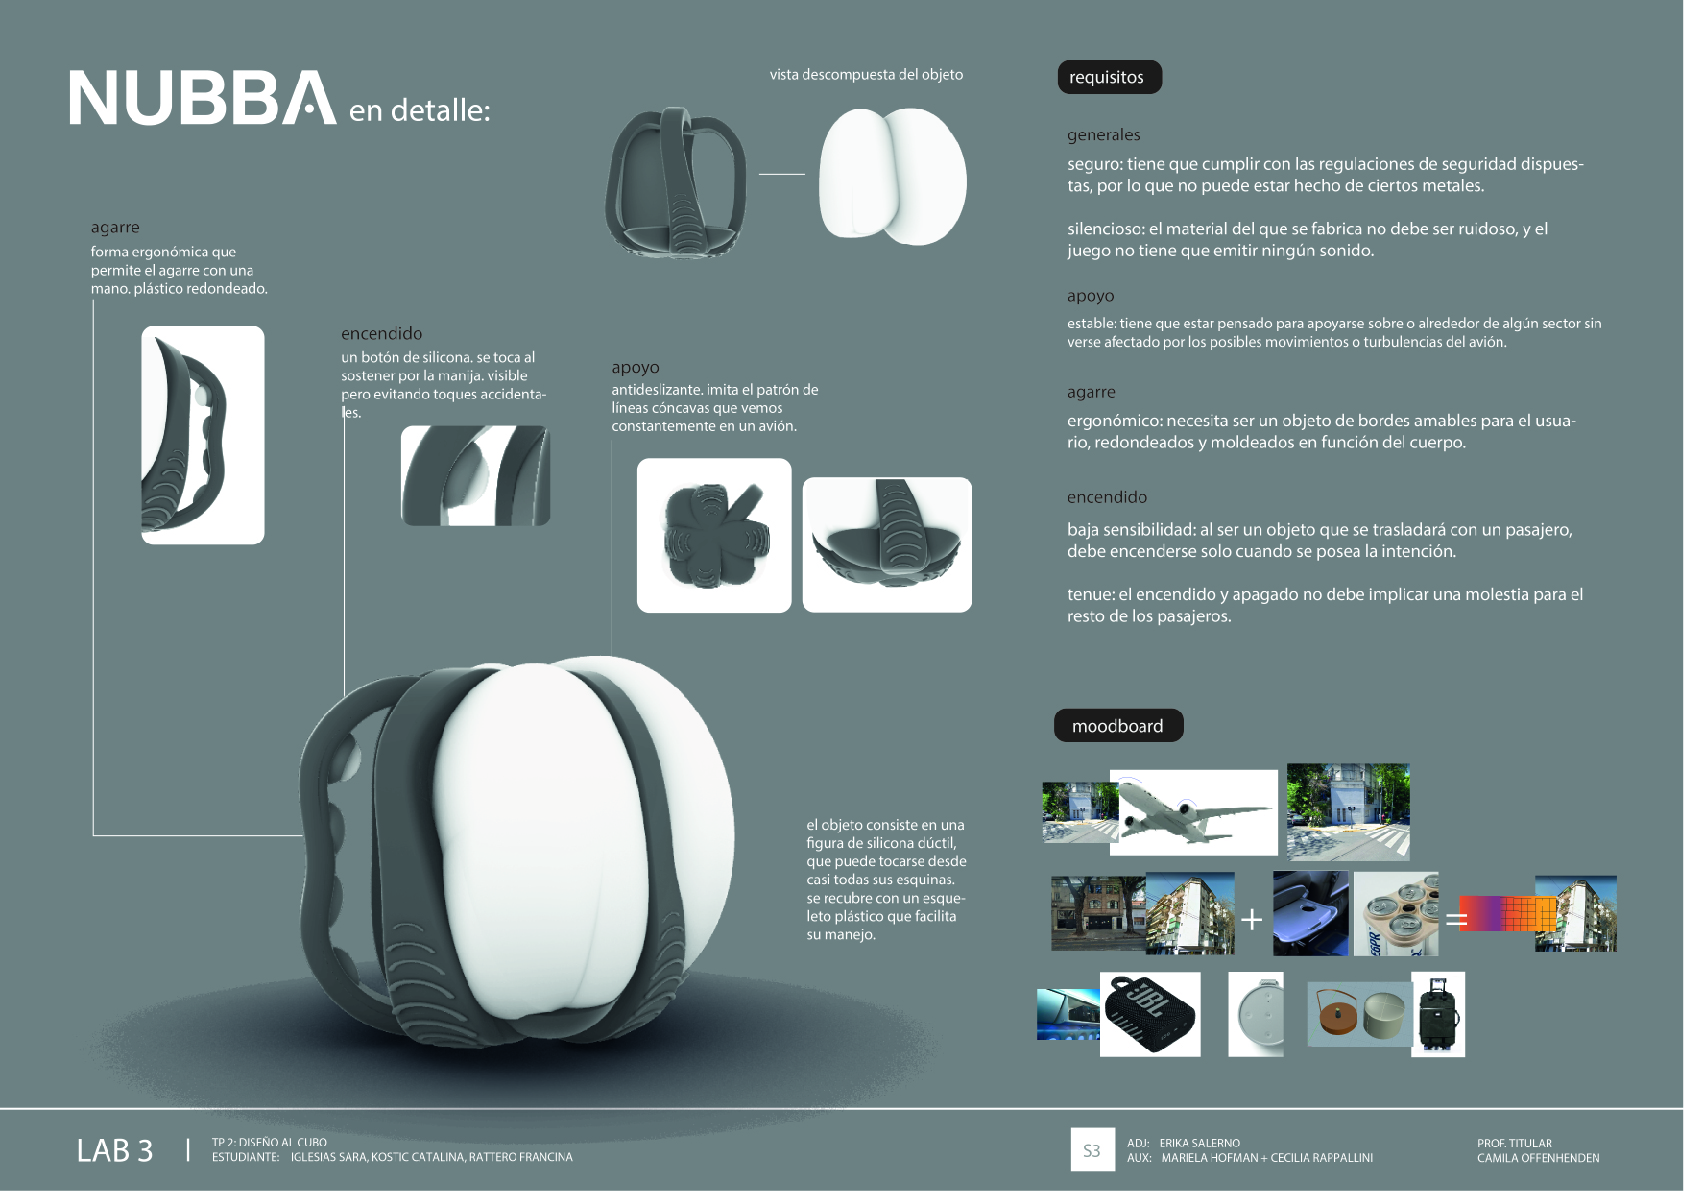 NUBBA en detalle:
vista descompuesta del objeto
agarre
forma ergonómica que
permite el agarre con una
mano. plástico redondeado.
encendido
un botón de silicona. se toca al
sostener por la manija. visible
pero evitando toques accidenta-
les.
apoyo
antideslizante. imita el patrón de
líneas cóncavas que vemos
constantemente en un avión.
el objeto consiste en una
figura de silicona dúctil,
que puede tocarse desde
casi todas sus esquinas.
se recubre con un esque-
leto plástico que facilita
su manejo.
requisitos
generales
seguro: tiene que cumplir con las regulaciones de seguridad dispues-
tas, por lo que no puede estar hecho de ciertos metales.
silencioso: el material del que se fabrica no debe ser ruidoso, y el
juego no tiene que emitir ningún sonido.
apoyo
estable: tiene que estar pensado para apoyarse sobre o alrededor de algún sector sin
verse afectado por los posibles movimientos o turbulencias del avión.
agarre
ergonómico: necesita ser un objeto de bordes amables para el usua-
rio, redondeados y moldeados en función del cuerpo.
encendido
baja sensibilidad: al ser un objeto que se trasladará con un pasajero,
debe encenderse solo cuando se posea la intención.
tenue: el encendido y apagado no debe implicar una molestia para el
resto de los pasajeros.
moodboard
+
=
JBL
LAB 3 |
TP 2: DISEÑO AL CUBO
ESTUDIANTE: IGLESIAS SARA, KOSTIC CATALINA, RATTERO FRANCINA
S3
ADJ: ERIKA SALERNO
AUX: MARIELA HOFMAN + CECILIA RAPPALLINI
PROF. TITULAR
CAMILA OFFENHENDEN